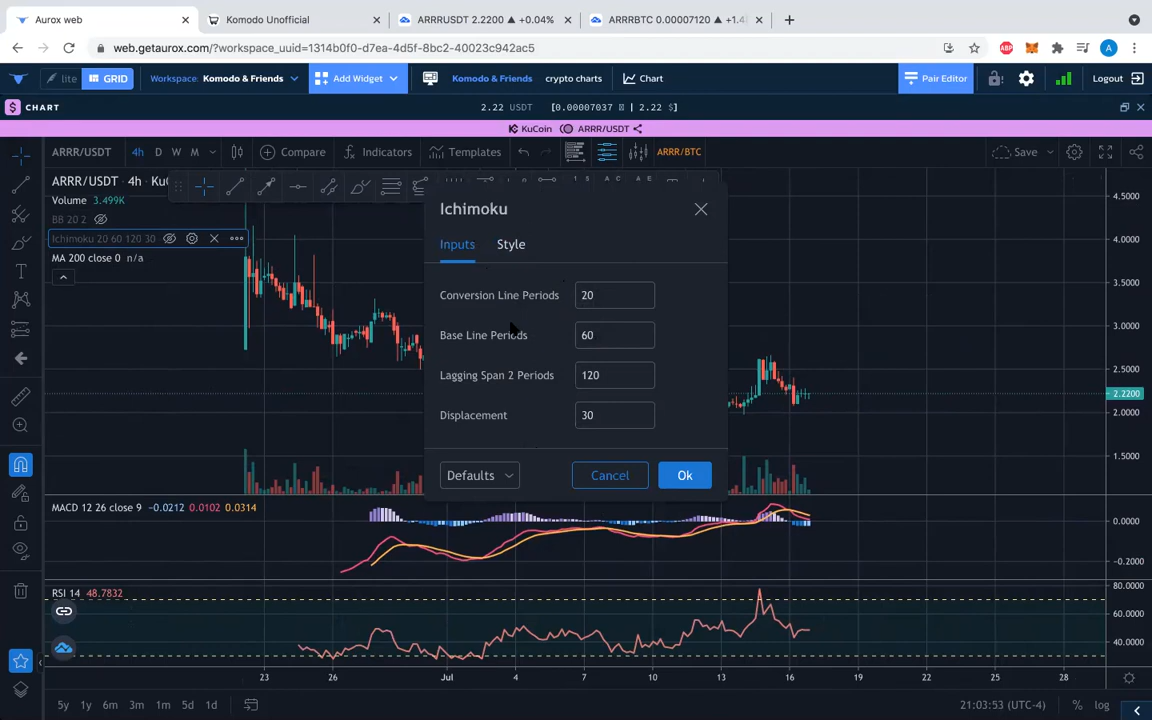 Aurox web
Komodo Unofficial
ARRRUSDT 2.2200 ▲ +0.04%
ARRRBTC 0.00007120 ▲ +1.4
web.getaurox.com/?workspace_uuid=1314b0f0-d7ea-4d5f-8bc2-40023c942ac5
ABP
A
lite GRID Workspace: Komodo & Friends Add Widget Komodo & Friends crypto charts Chart Pair Editor Logout
$ CHART 2.22 USDT [0.00007037 | 2.22 $]
KuCoin ARRR/USDT
ARRR/USDT 4h D W M Compare Indicators Templates ARRR/BTC Save
ARRR/USDT · 4h · Ku
Volume 3.499K
BB 20 2
Ichimoku 20 60 120 30
MA 200 close 0 n/a
Ichimoku
Inputs Style
Conversion Line Periods 20
Base Line Periods 60
Lagging Span 2 Periods 120
Displacement 30
Defaults Cancel Ok
4.5000
4.0000
3.5000
3.0000
2.5000
2.2200
2.0000
1.5000
MACD 12 26 close 9 −0.0212 0.0102 0.0314
0.0000
−0.2000
RSI 14 48.7832
80.0000
60.0000
40.0000
23 26 Jul 4 7 10 13 16 19 22 25 28
5y 1y 6m 3m 1m 5d 1d 21:03:53 (UTC-4) % log